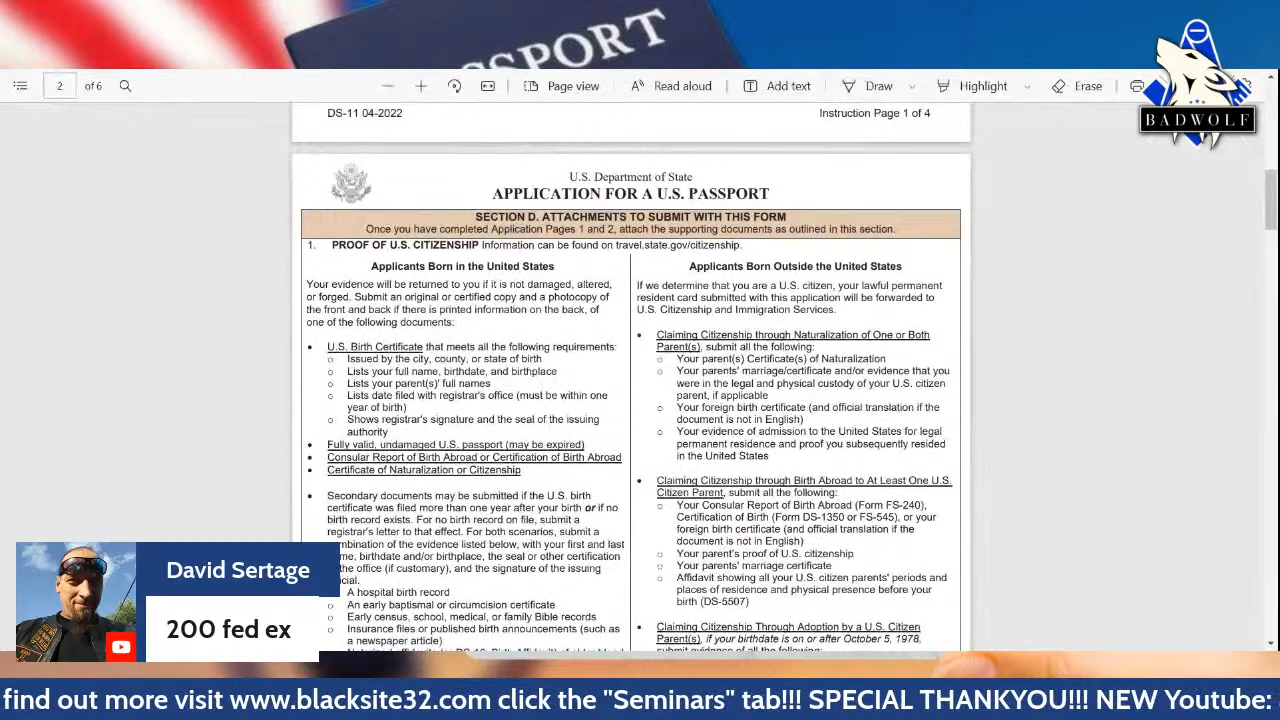 SSPORT
2 of 6 Page view Read aloud Add text Draw Highlight Erase
BADWOLF
DS-11 04-2022 Instruction Page 1 of 4
U.S. Department of State
APPLICATION FOR A U.S. PASSPORT
SECTION D. ATTACHMENTS TO SUBMIT WITH THIS FORM
Once you have completed Application Pages 1 and 2, attach the supporting documents as outlined in this section.
1. PROOF OF U.S. CITIZENSHIP Information can be found on travel.state.gov/citizenship.
Applicants Born in the United States
Your evidence will be returned to you if it is not damaged, altered,
or forged. Submit an original or certified copy and a photocopy of
the front and back if there is printed information on the back, of
one of the following documents:
• U.S. Birth Certificate that meets all the following requirements:
o Issued by the city, county, or state of birth
o Lists your full name, birthdate, and birthplace
o Lists your parent(s)' full names
o Lists date filed with registrar's office (must be within one
year of birth)
o Shows registrar's signature and the seal of the issuing
authority
• Fully valid, undamaged U.S. passport (may be expired)
• Consular Report of Birth Abroad or Certification of Birth Abroad
• Certificate of Naturalization or Citizenship
• Secondary documents may be submitted if the U.S. birth
certificate was filed more than one year after your birth or if no
birth record exists. For no birth record on file, submit a
registrar's letter to that effect. For both scenarios, submit a
mbination of the evidence listed below, with your first and last
me, birthdate and/or birthplace, the seal or other certification
the office (if customary), and the signature of the issuing
icial.
A hospital birth record
o An early baptismal or circumcision certificate
o Early census, school, medical, or family Bible records
o Insurance files or published birth announcements (such as
a newspaper article)
Applicants Born Outside the United States
If we determine that you are a U.S. citizen, your lawful permanent
resident card submitted with this application will be forwarded to
U.S. Citizenship and Immigration Services.
• Claiming Citizenship through Naturalization of One or Both
Parent(s), submit all the following:
o Your parent(s) Certificate(s) of Naturalization
o Your parents' marriage/certificate and/or evidence that you
were in the legal and physical custody of your U.S. citizen
parent, if applicable
o Your foreign birth certificate (and official translation if the
document is not in English)
o Your evidence of admission to the United States for legal
permanent residence and proof you subsequently resided
in the United States
• Claiming Citizenship through Birth Abroad to At Least One U.S.
Citizen Parent, submit all the following:
o Your Consular Report of Birth Abroad (Form FS-240),
Certification of Birth (Form DS-1350 or FS-545), or your
foreign birth certificate (and official translation if the
document is not in English)
o Your parent's proof of U.S. citizenship
o Your parents' marriage certificate
o Affidavit showing all your U.S. citizen parents' periods and
places of residence and physical presence before your
birth (DS-5507)
• Claiming Citizenship Through Adoption by a U.S. Citizen
Parent(s), if your birthdate is on or after October 5, 1978,
submit evidence of all the following:
David Sertage
200 fed ex
find out more visit www.blacksite32.com click the "Seminars" tab!!! SPECIAL THANKYOU!!! NEW Youtube: